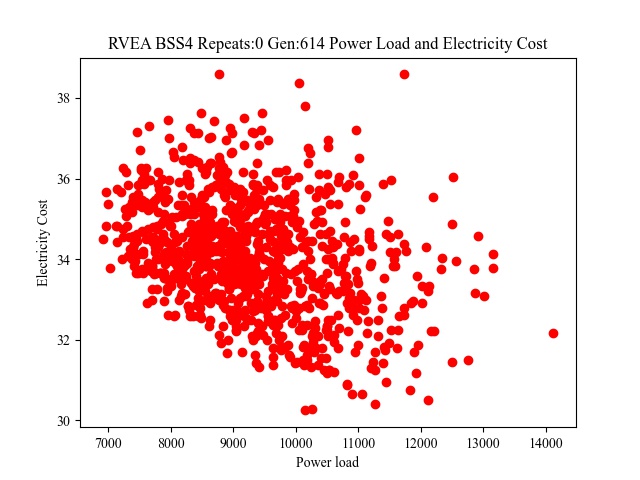 RVEA BSS4 Repeats:0 Gen:614 Power Load and Electricity Cost
38
36
34
32
30
Electricity Cost
7000 8000 9000 10000 11000 12000 13000 14000
Power load